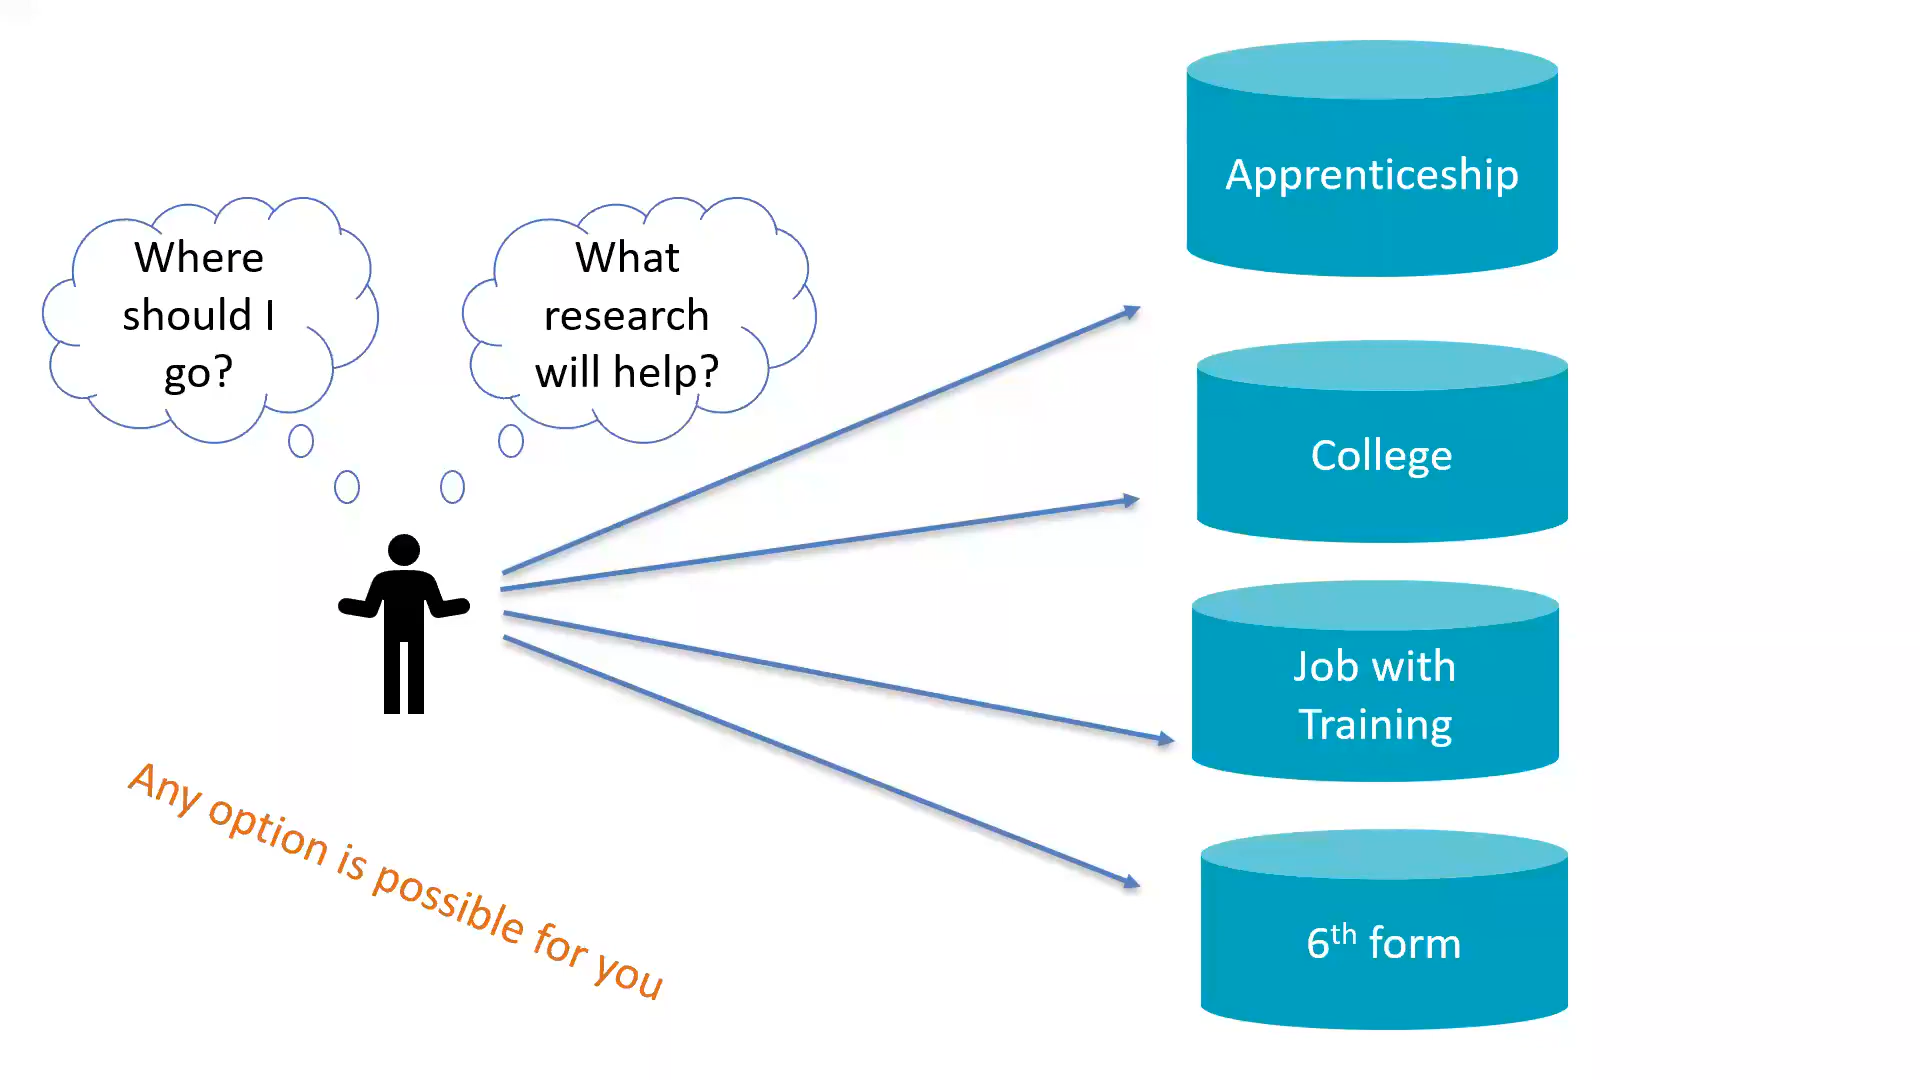 Where
should I
go?
What
research
will help?
Apprenticeship
College
Job with
Training
6th form
Any option is possible for you